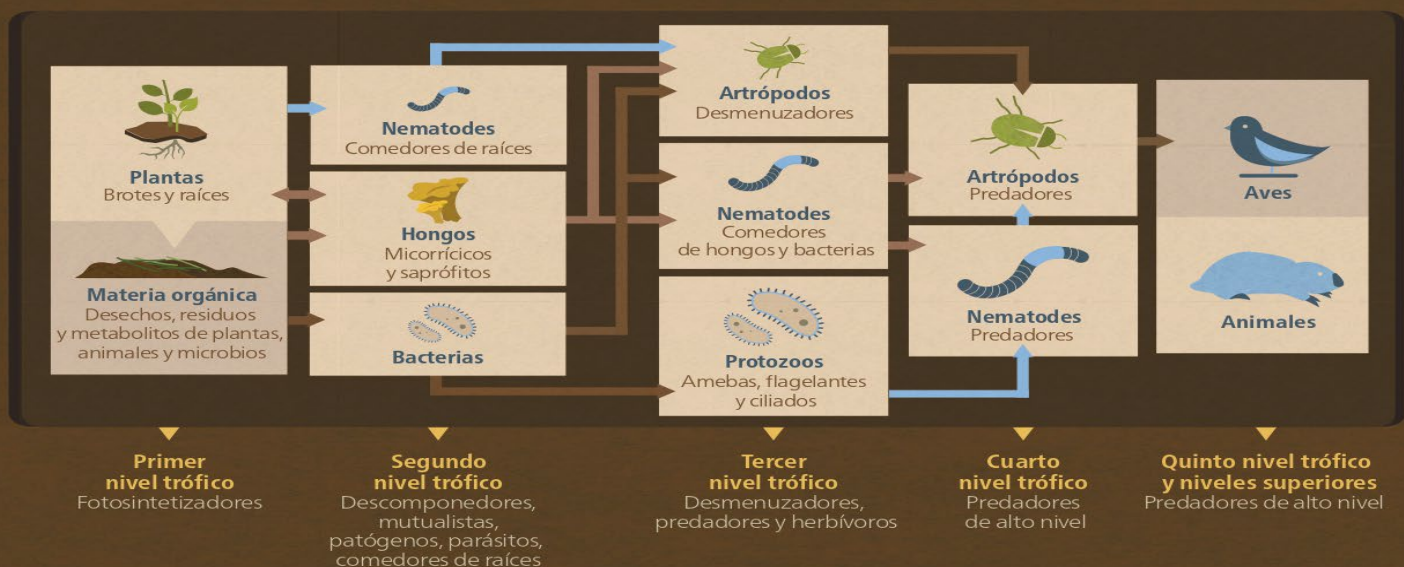 Plantas
Brotes y raíces
Materia orgánica
Desechos, residuos
y metabolitos de plantas,
animales y microbios
Nematodes
Comedores de raíces
Hongos
Micorrícicos
y saprófitos
Bacterias
Artrópodos
Desmenuzadores
Nematodes
Comedores
de hongos y bacterias
Protozoos
Amebas, flagelantes
y ciliados
Artrópodos
Predadores
Nematodes
Predadores
Aves
Animales
Primer
nivel trófico
Fotosintetizadores
Segundo
nivel trófico
Descomponedores,
mutualistas,
patógenos, parásitos,
comedores de raíces
Tercer
nivel trófico
Desmenuzadores,
predadores y herbívoros
Cuarto
nivel trófico
Predadores
de alto nivel
Quinto nivel trófico
y niveles superiores
Predadores de alto nivel